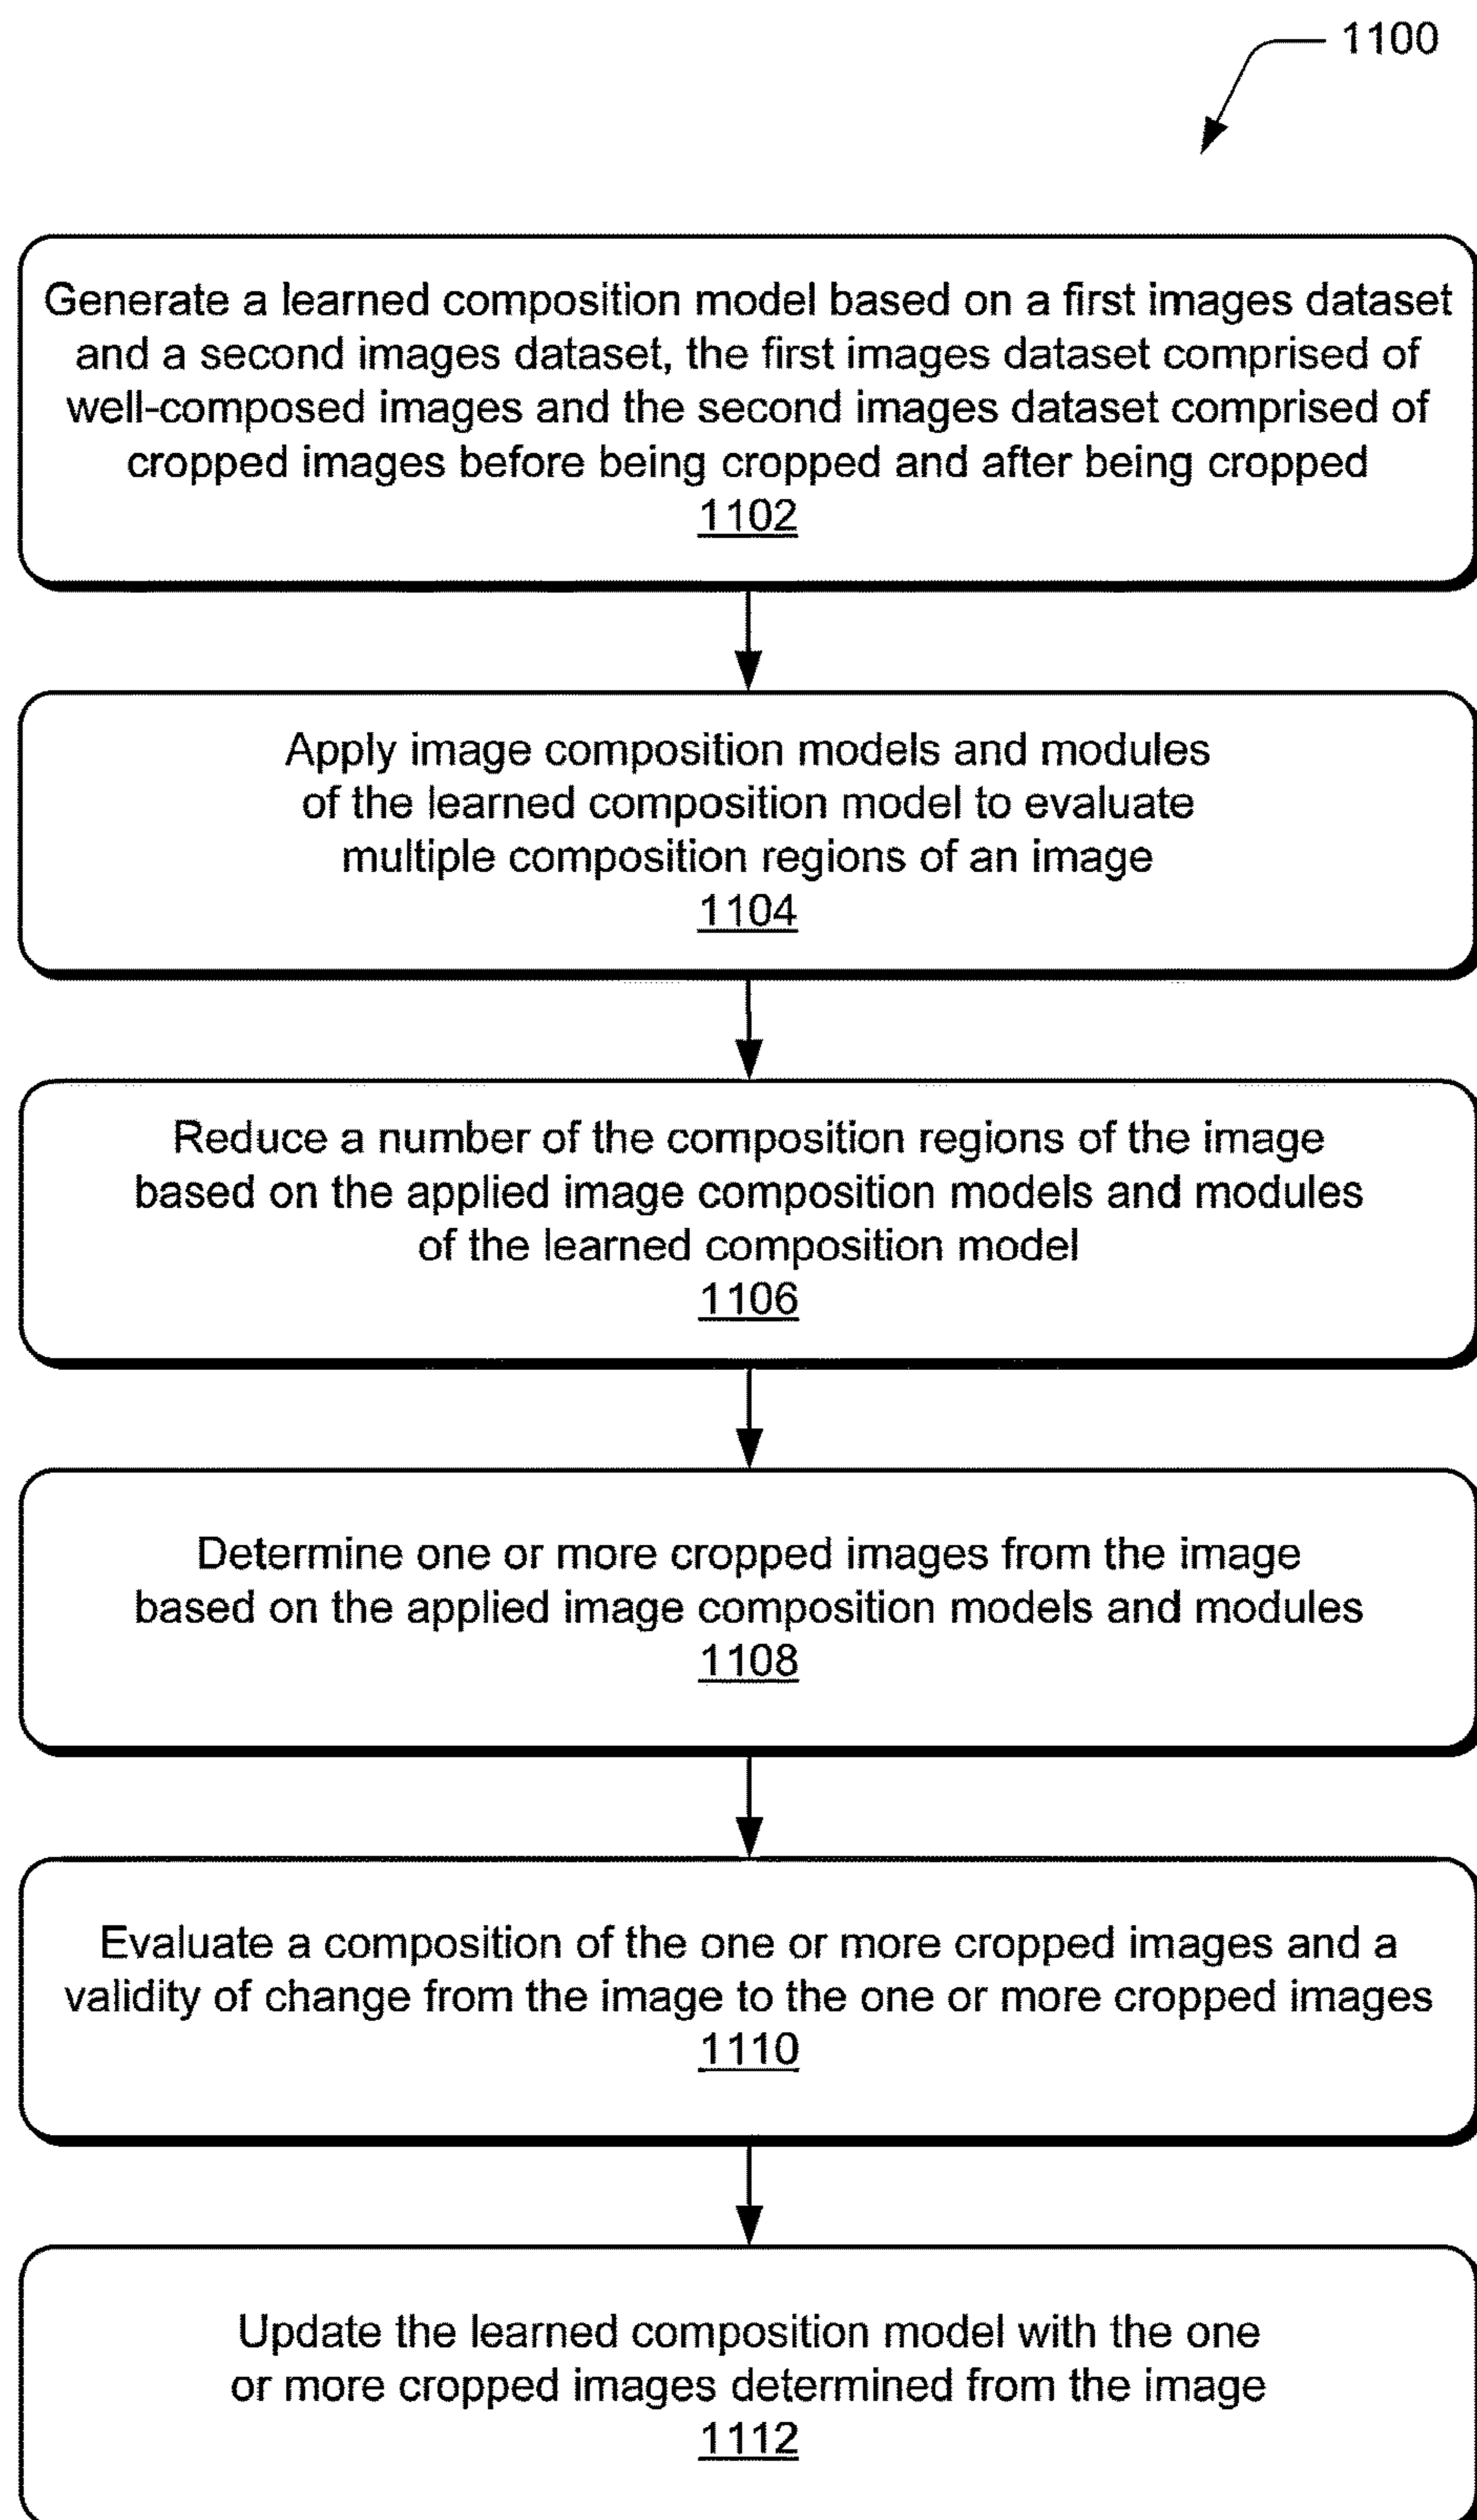 1100
Generate a learned composition model based on a first images dataset
and a second images dataset, the first images dataset comprised of
well-composed images and the second images dataset comprised of
cropped images before being cropped and after being cropped
1102
Apply image composition models and modules
of the learned composition model to evaluate
multiple composition regions of an image
1104
Reduce a number of the composition regions of the image
based on the applied image composition models and modules
of the learned composition model
1106
Determine one or more cropped images from the image
based on the applied image composition models and modules
1108
Evaluate a composition of the one or more cropped images and a
validity of change from the image to the one or more cropped images
1110
Update the learned composition model with the one
or more cropped images determined from the image
1112